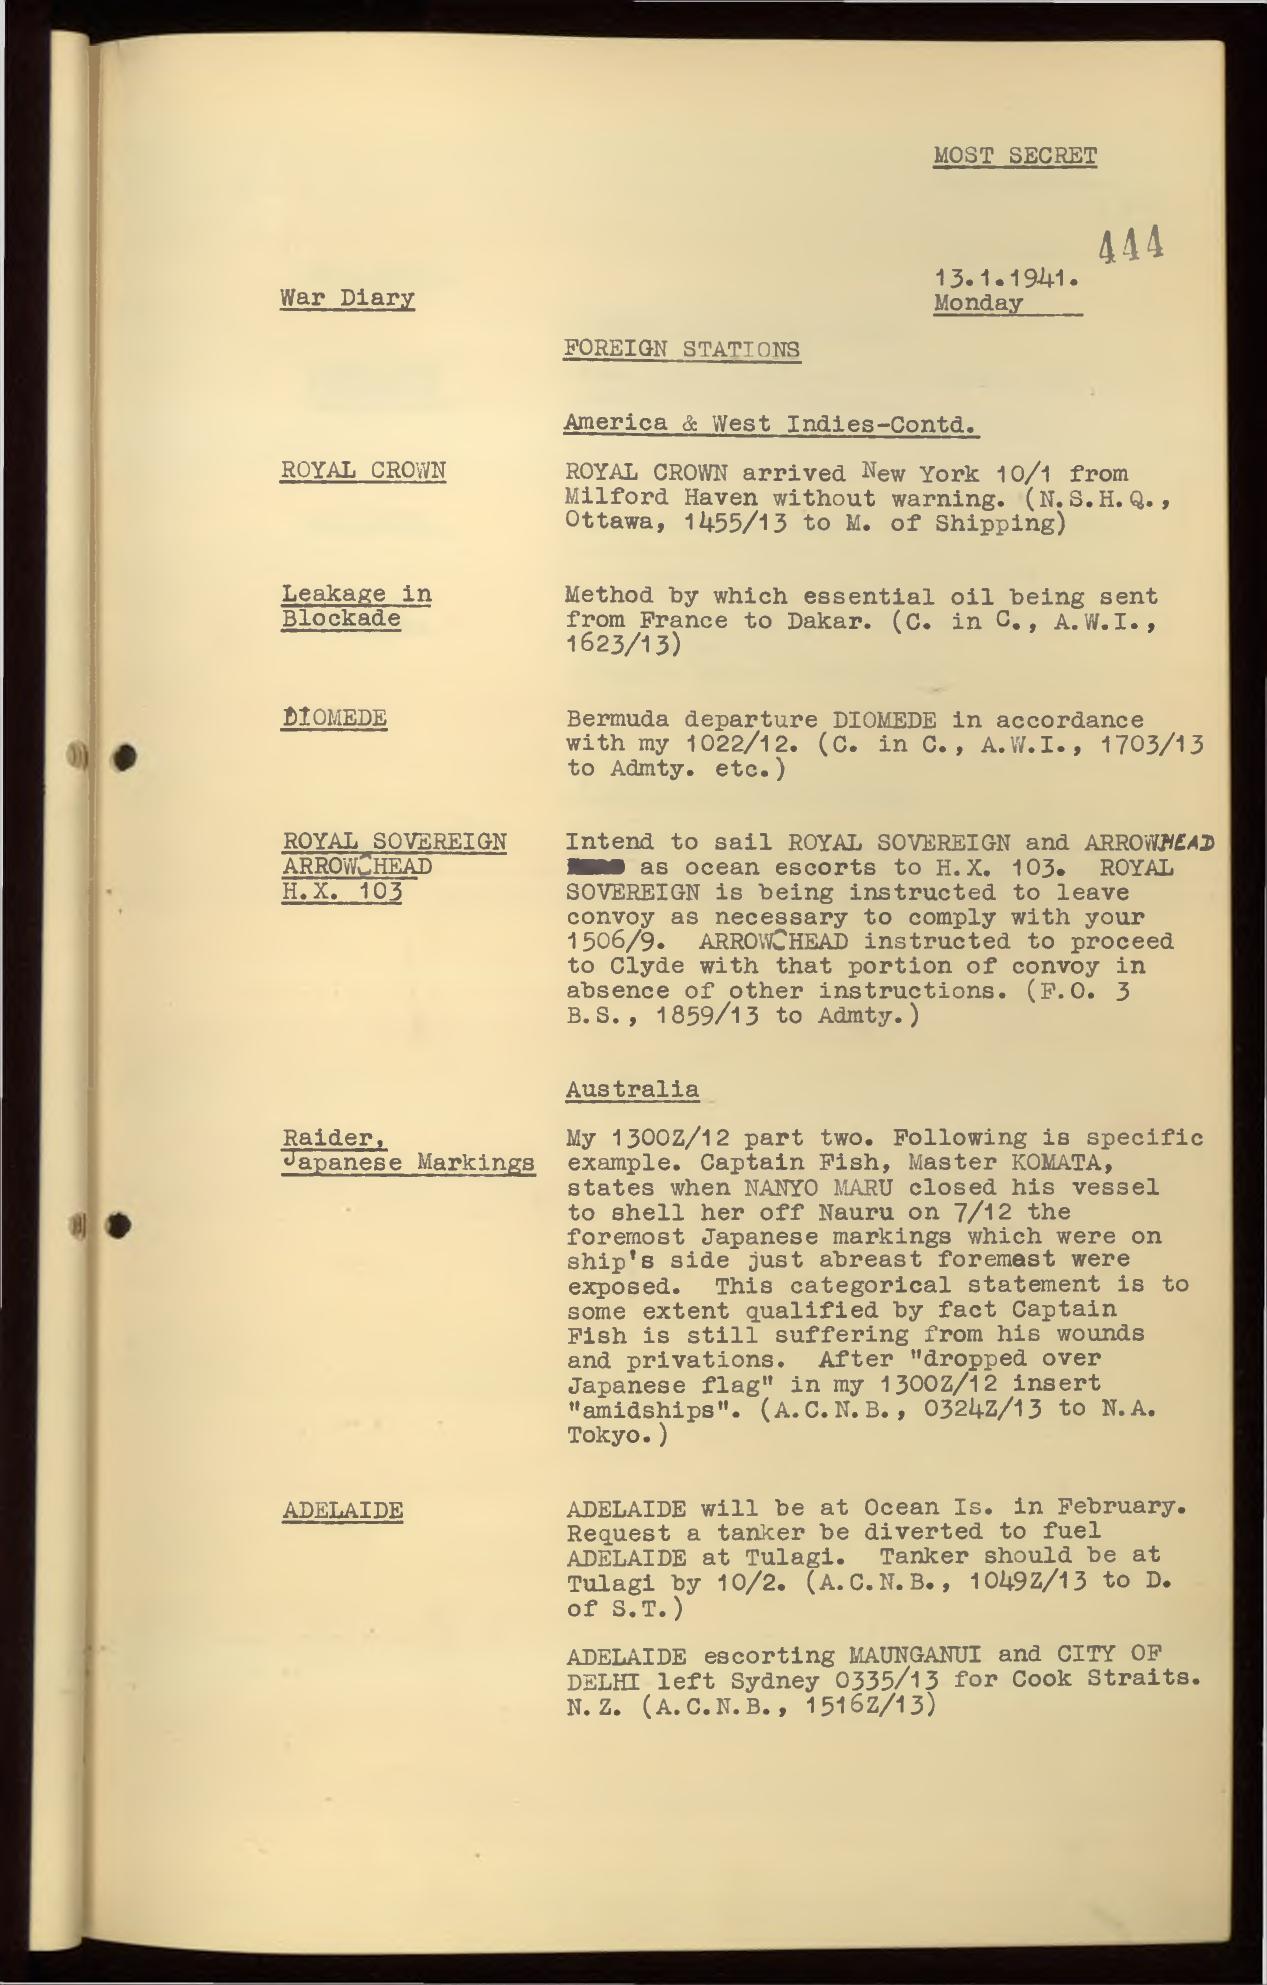 MOST SECRET
444
13.1.1941.
War Diary
Monday
FOREIGN STATIONS
America & West Indies-Contd.
ROYAL CROWN
ROYAL CROWN arrived New York 10/1 from
Milford Haven without warning. (N.S.H.Q.,
Ottawa, 1455/13 to M. of Shipping)
Leakage in
Blockade
Method by which essential oil being sent
from France to Dakar. (C. in C., A.W.I.,
1623/13)
DIOMEDE
Bermuda departure DIOMEDE in accordance
with my 1022/12. (C. in C., A.W.I., 1703/13
to Admty. etc.)
ROYAL SOVEREIGN
ARROWHEAD
H.X. 103
Intend to sail ROYAL SOVEREIGN and ARROWHEAD
as ocean escorts to H.X. 103. ROYAL
SOVEREIGN is being instructed to leave
convoy as necessary to comply with your
1506/9. ARROWHEAD instructed to proceed
to Clyde with that portion of convoy in
absence of other instructions. (F.O. 3
B.S., 1859/13 to Admty.)
Australia
Raider,
Japanese Markings
My 1300Z/12 part two. Following is specific
example. Captain Fish, Master KOMATA,
states when NANYO MARU closed his vessel
to shell her off Nauru on 7/12 the
foremost Japanese markings which were on
ship's side just abreast foremast were
exposed. This categorical statement is to
some extent qualified by fact Captain
Fish is still suffering from his wounds
and privations. After "dropped over
Japanese flag" in my 1300Z/12 insert
"amidships". (A.C.N.B., 0324Z/13 to N.A.
Tokyo.)
ADELAIDE
ADELAIDE will be at Ocean Is. in February.
Request a tanker be diverted to fuel
ADELAIDE at Tulagi. Tanker should be at
Tulagi by 10/2. (A.C.N.B., 1049Z/13 to D.
of S.T.)
ADELAIDE escorting MAUNGANUI and CITY OF
DELHI left Sydney 0335/13 for Cook Straits.
N.Z. (A.C.N.B., 1516Z/13)